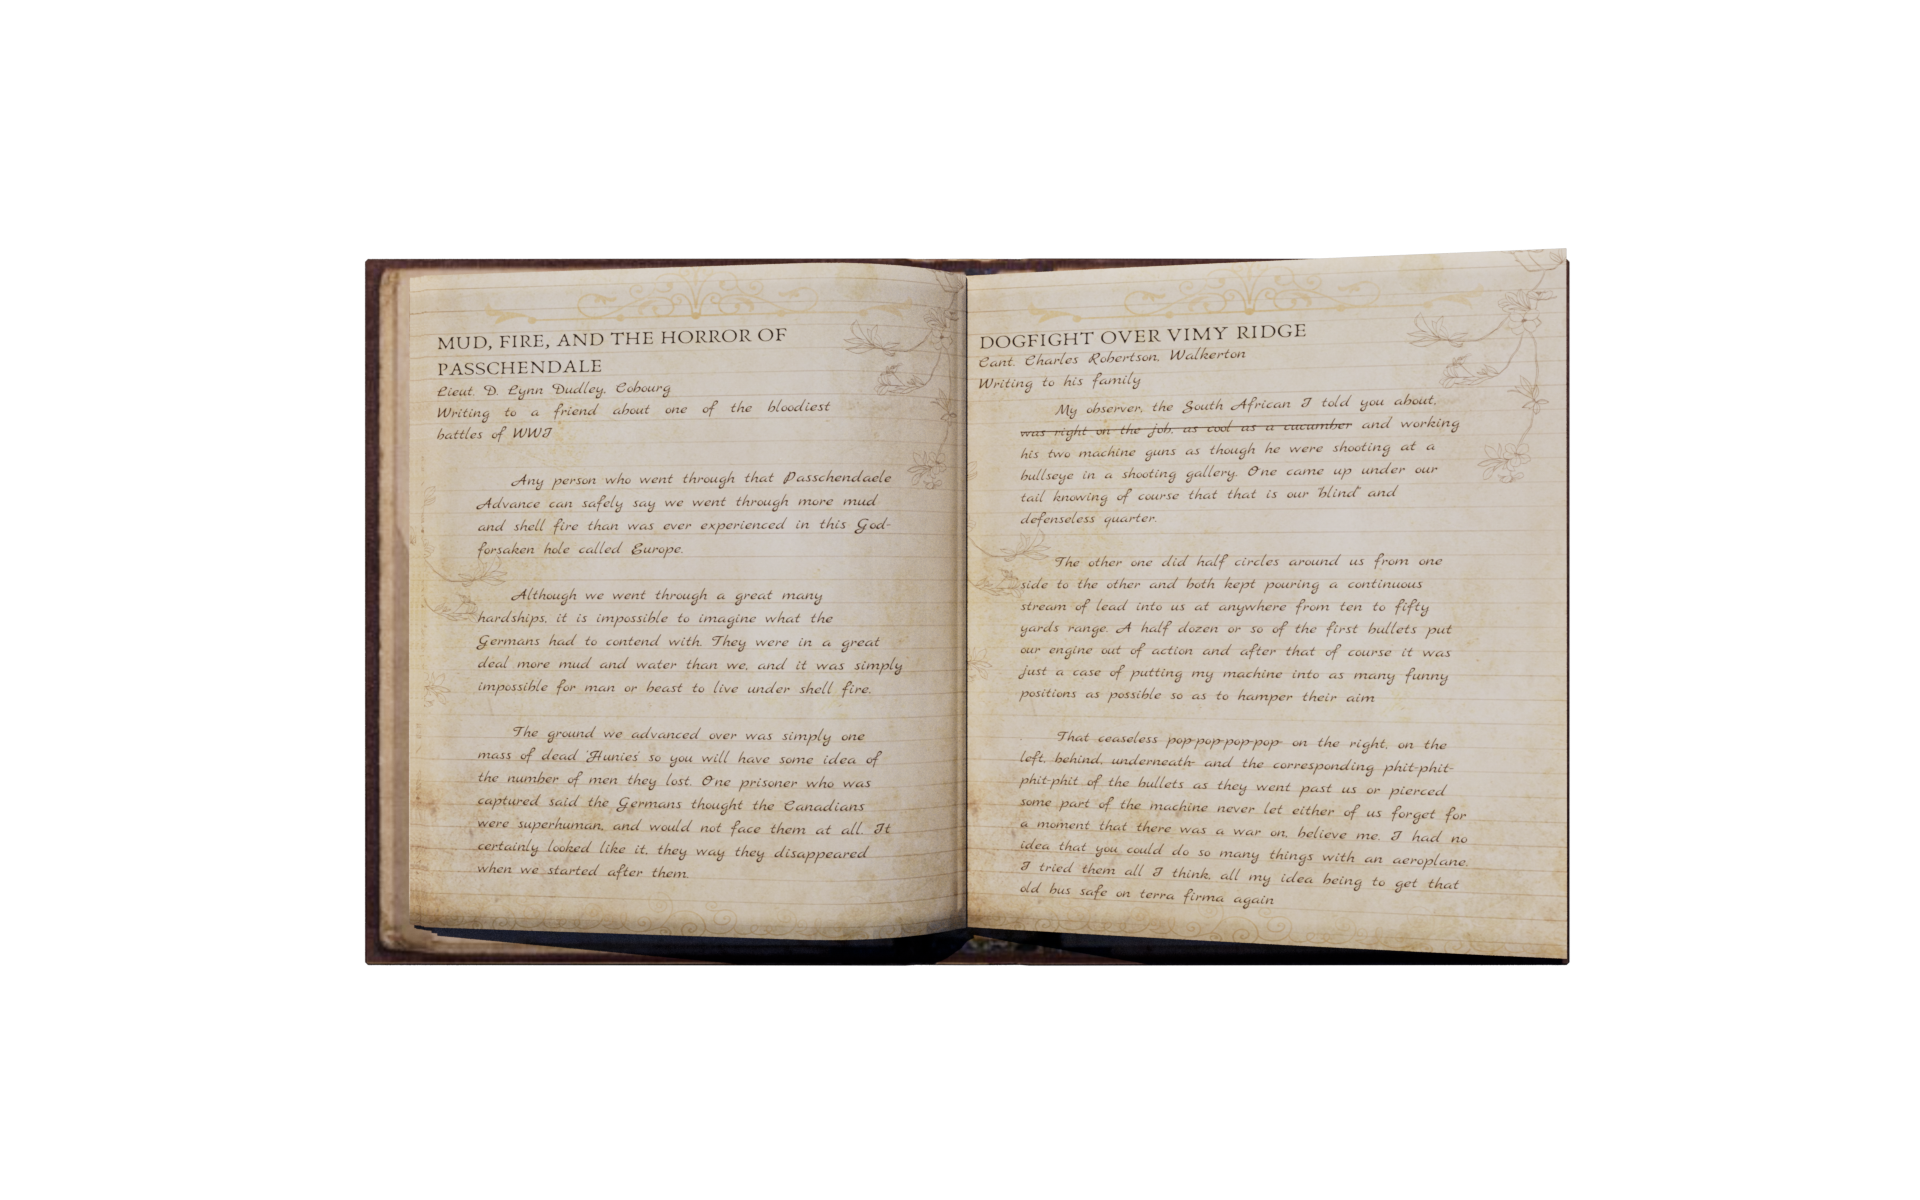 MUD, FIRE, AND THE HORROR OF
PASSCHENDALE
Lieut. D. Lynn Dudley, Cobourg
Writing to a friend about one of the bloodiest
battles of WWI
Any person who went through that Passchendaele
Advance can safely say we went through more mud
and shell fire than was ever experienced in this God-
forsaken hole called Europe.
Although we went through a great many
hardships, it is impossible to imagine what the
Germans had to contend with. They were in a great
deal more mud and water than we, and it was simply
impossible for man or beast to live under shell fire.
The ground we advanced over was simply one
mass of dead 'Hunies' so you will have some idea of
the number of men they lost. One prisoner who was
captured said the Germans thought the Canadians
were superhuman, and would not face them at all. It
certainly looked like it, they way they disappeared
when we started after them.
DOGFIGHT OVER VIMY RIDGE
Cant. Charles Robertson, Walkerton
Writing to his family
My observer, the South African I told you about,
was right on the job, as cool as a cucumber and working
his two machine guns as though he were shooting at a
bullseye in a shooting gallery. One came up under our
tail knowing of course that that is our "blind" and
defenseless quarter.
The other one did half circles around us from one
side to the other and both kept pouring a continuous
stream of lead into us at anywhere from ten to fifty
yards range. A half dozen or so of the first bullets put
our engine out of action and after that of course it was
just a case of putting my machine into as many funny
positions as possible so as to hamper their aim
That ceaseless pop-pop-pop-pop- on the right, on the
left, behind, underneath- and the corresponding phit-phit-
phit-phit of the bullets as they went past us or pierced
some part of the machine never let either of us forget for
a moment that there was a war on, believe me. I had no
idea that you could do so many things with an aeroplane.
I tried them all I think, all my idea being to get that
old bus safe on terra firma again